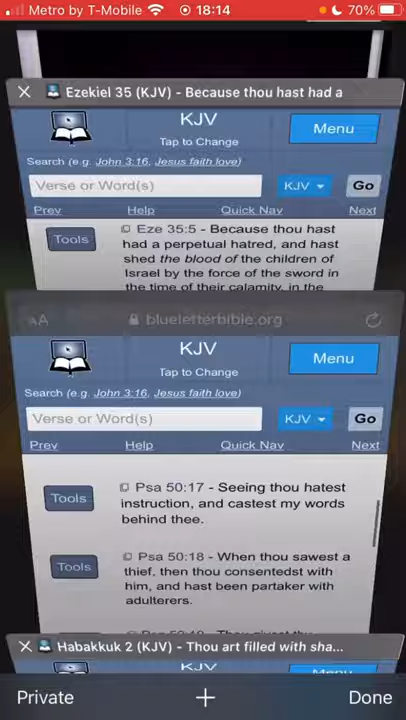 Metro by T-Mobile 18:14 70%
Ezekiel 35 (KJV) - Because thou hast had a
KJV
Tap to Change
Menu
Search (e.g. John 3:16, Jesus faith love)
Verse or Word(s)
KJV
Go
Prev Help Quick Nav Next
Tools
Eze 35:5 - Because thou hast
had a perpetual hatred, and hast
shed the blood of the children of
Israel by the force of the sword in
the time of their calamity, in the
AA blueletterbible.org
KJV
Tap to Change
Menu
Search (e.g. John 3:16, Jesus faith love)
Verse or Word(s)
KJV
Go
Prev Help Quick Nav Next
Tools
Psa 50:17 - Seeing thou hatest
instruction, and castest my words
behind thee.
Tools
Psa 50:18 - When thou sawest a
thief, then thou consentedst with
him, and hast been partaker with
adulterers.
Habakkuk 2 (KJV) - Thou art filled with sha...
KJV
Menu
Private + Done